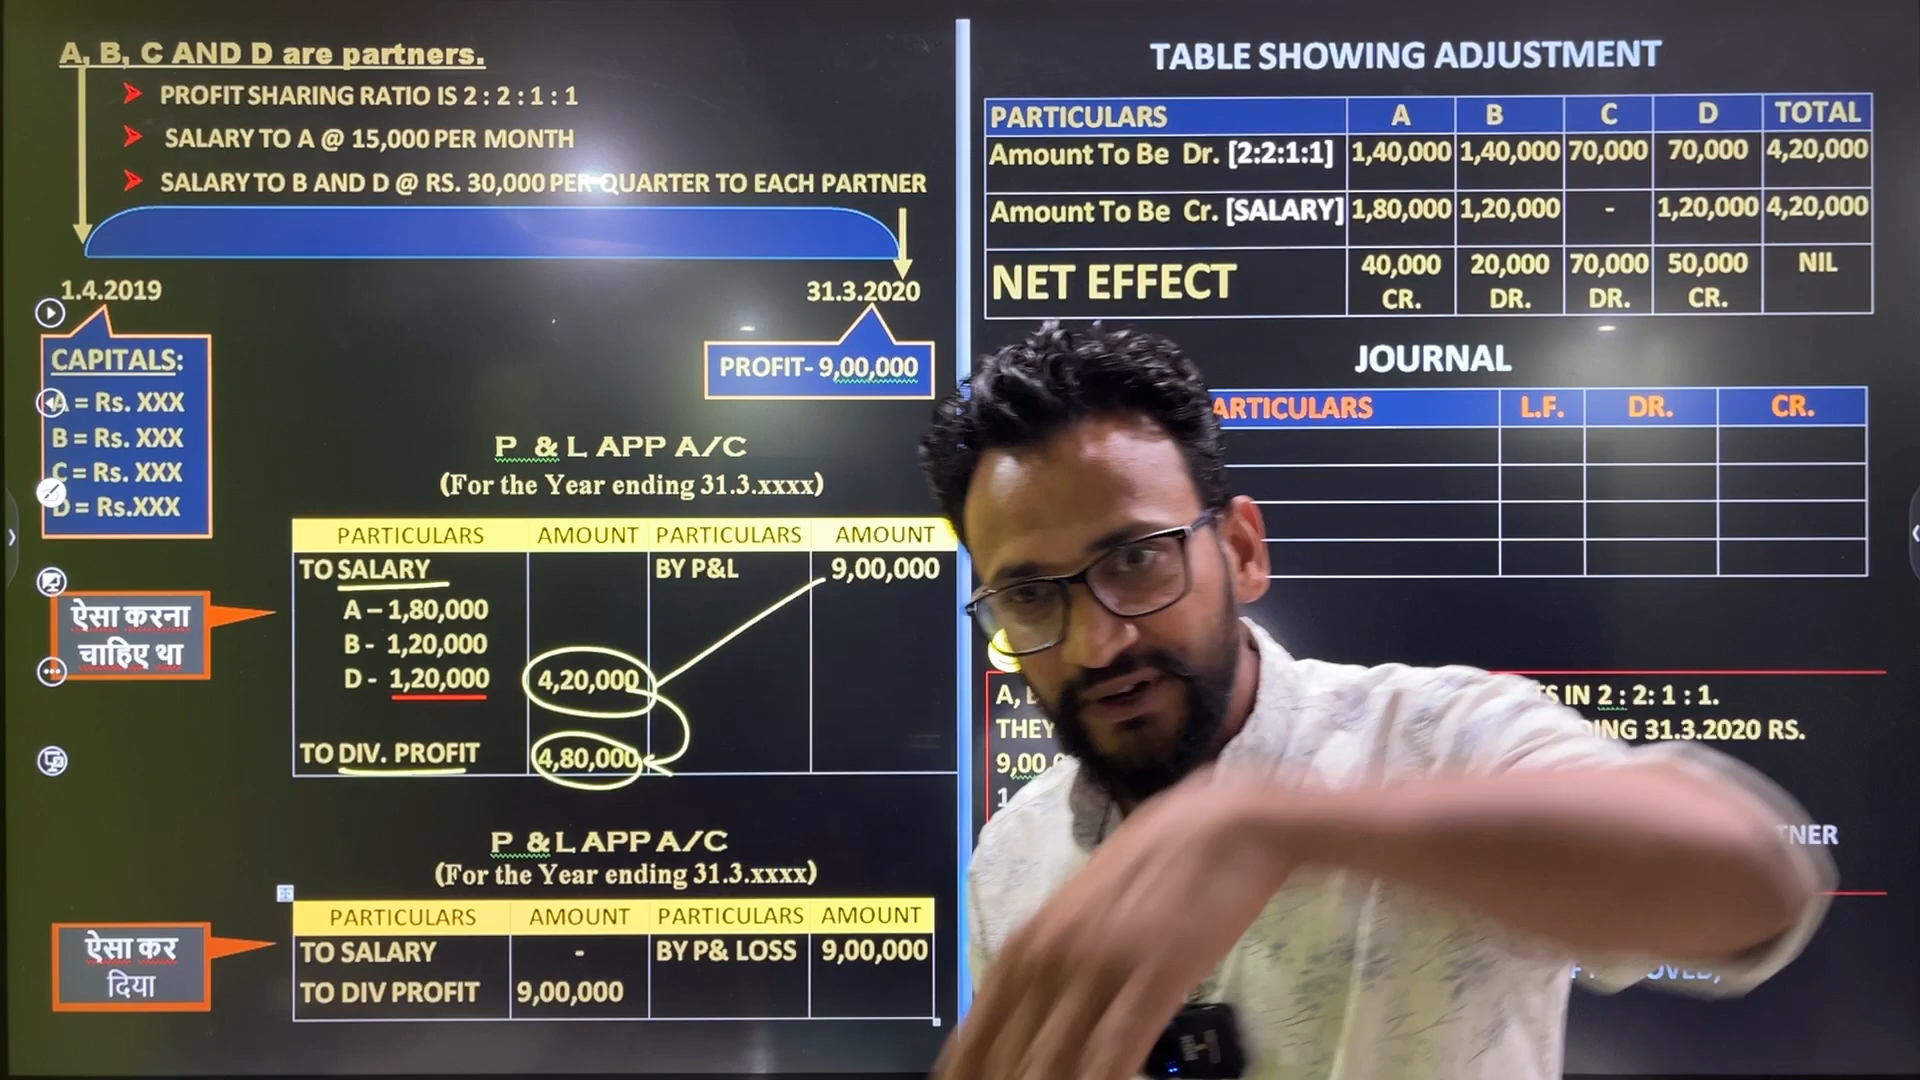 A, B, C AND D are partners.
PROFIT SHARING RATIO IS 2 : 2 : 1 : 1
SALARY TO A @ 15,000 PER MONTH
SALARY TO B AND D @ RS. 30,000 PER QUARTER TO EACH PARTNER
1.4.2019
31.3.2020
CAPITALS:
A = Rs. XXX
B = Rs. XXX
C = Rs. XXX
D = Rs.XXX
PROFIT- 9,00,000
P & L APP A/C
(For the Year ending 31.3.xxxx)
PARTICULARS AMOUNT PARTICULARS AMOUNT
TO SALARY BY P&L 9,00,000
A – 1,80,000
B - 1,20,000
D - 1,20,000 4,20,000
TO DIV. PROFIT 4,80,000
ऐसा करना
चाहिए था
P & L APP A/C
(For the Year ending 31.3.xxxx)
PARTICULARS AMOUNT PARTICULARS AMOUNT
TO SALARY - BY P& LOSS 9,00,000
TO DIV PROFIT 9,00,000
ऐसा कर
दिया
TABLE SHOWING ADJUSTMENT
PARTICULARS A B C D TOTAL
Amount To Be Dr. [2:2:1:1] 1,40,000 1,40,000 70,000 70,000 4,20,000
Amount To Be Cr. [SALARY] 1,80,000 1,20,000 - 1,20,000 4,20,000
NET EFFECT 40,000 CR. 20,000 DR. 70,000 DR. 50,000 CR. NIL
JOURNAL
ARTICULARS L.F. DR. CR.
A, IN 2 : 2: 1 : 1.
THEY 31.3.2020 RS.
9,00